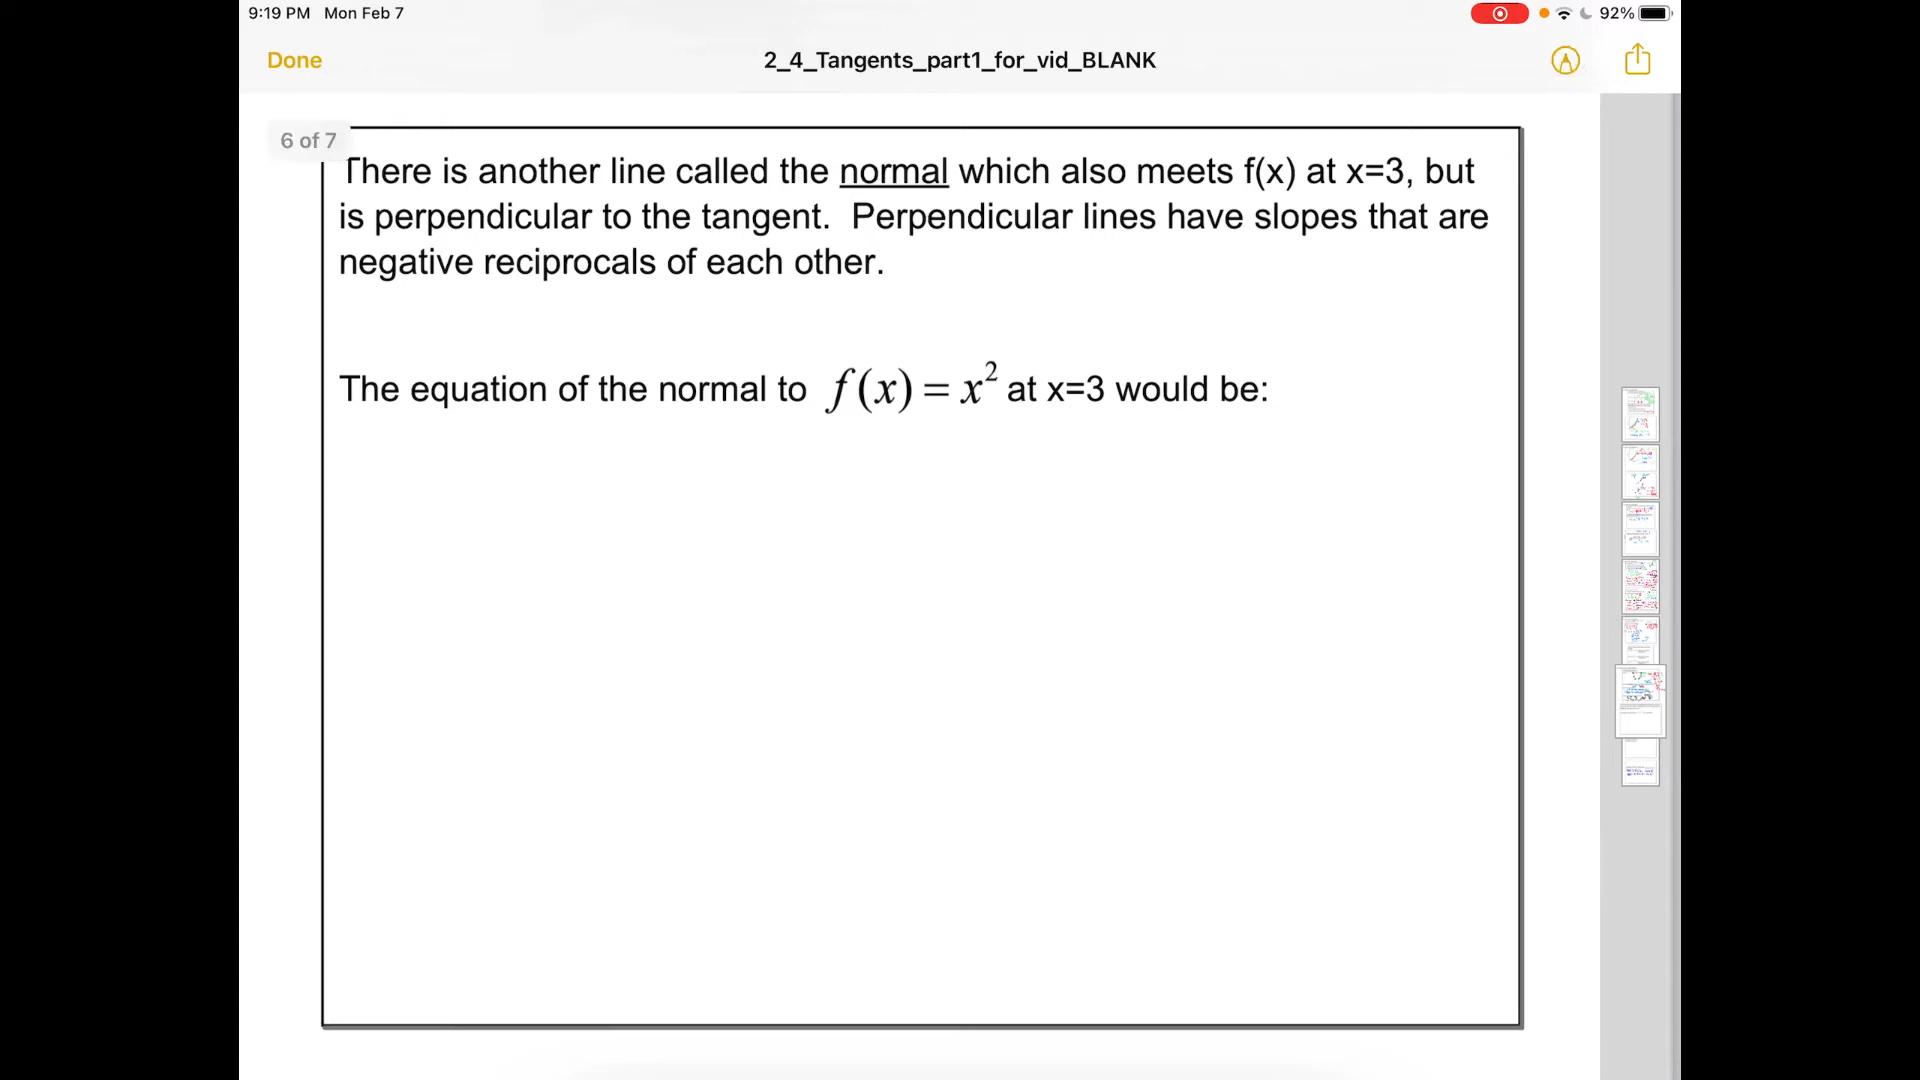 9:19 PM Mon Feb 7
92%
Done
2_4_Tangents_part1_for_vid_BLANK
6 of 7
There is another line called the normal which also meets f(x) at x=3, but
is perpendicular to the tangent. Perpendicular lines have slopes that are
negative reciprocals of each other.
The equation of the normal to f(x) = x² at x=3 would be: